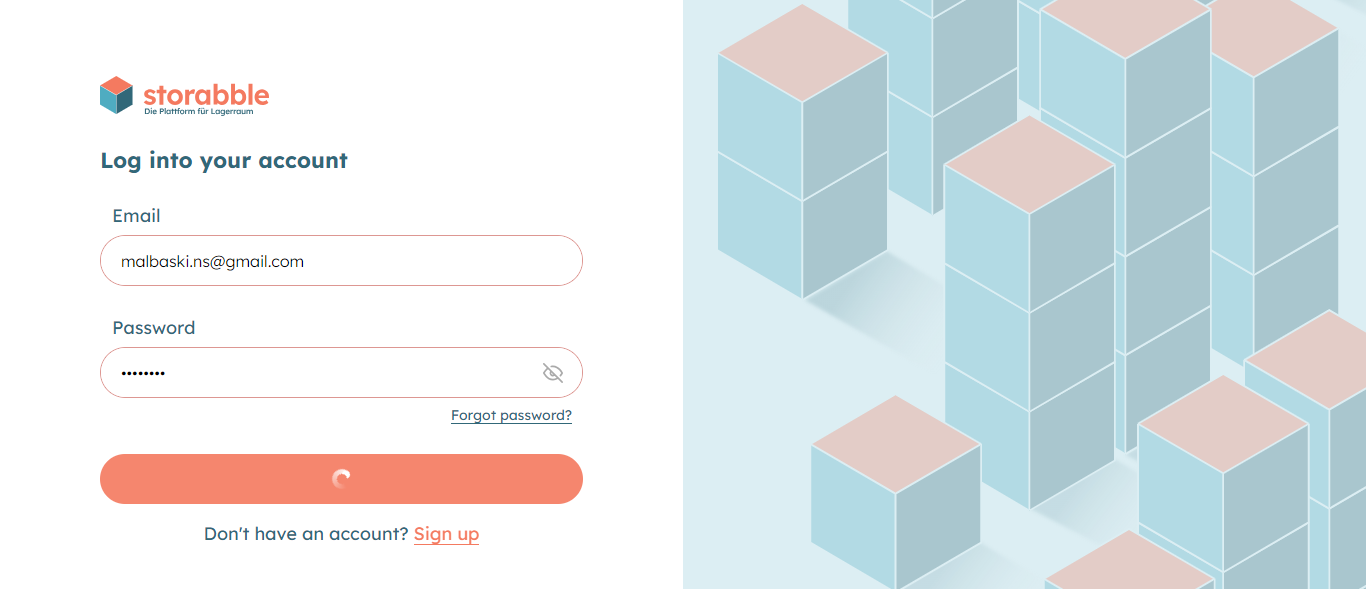 storabble
Die Plattform für Lagerraum
Log into your account
Email
malbaski.ns@gmail.com
Password
••••••••
Forgot password?
Don't have an account? Sign up